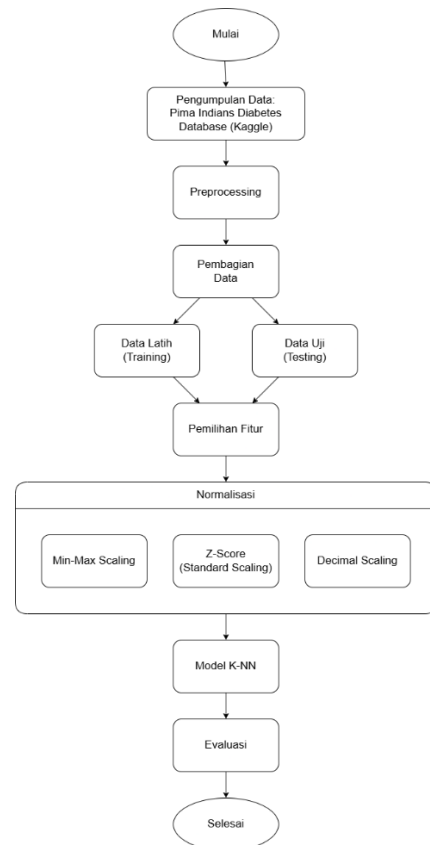 Mulai
Pengumpulan Data:
Pima Indians Diabetes
Database (Kaggle)
Preprocessing
Pembagian
Data
Data Latih
(Training)
Data Uji
(Testing)
Pemilihan Fitur
Normalisasi
Min-Max Scaling
Z-Score
(Standard Scaling)
Decimal Scaling
Model K-NN
Evaluasi
Selesai